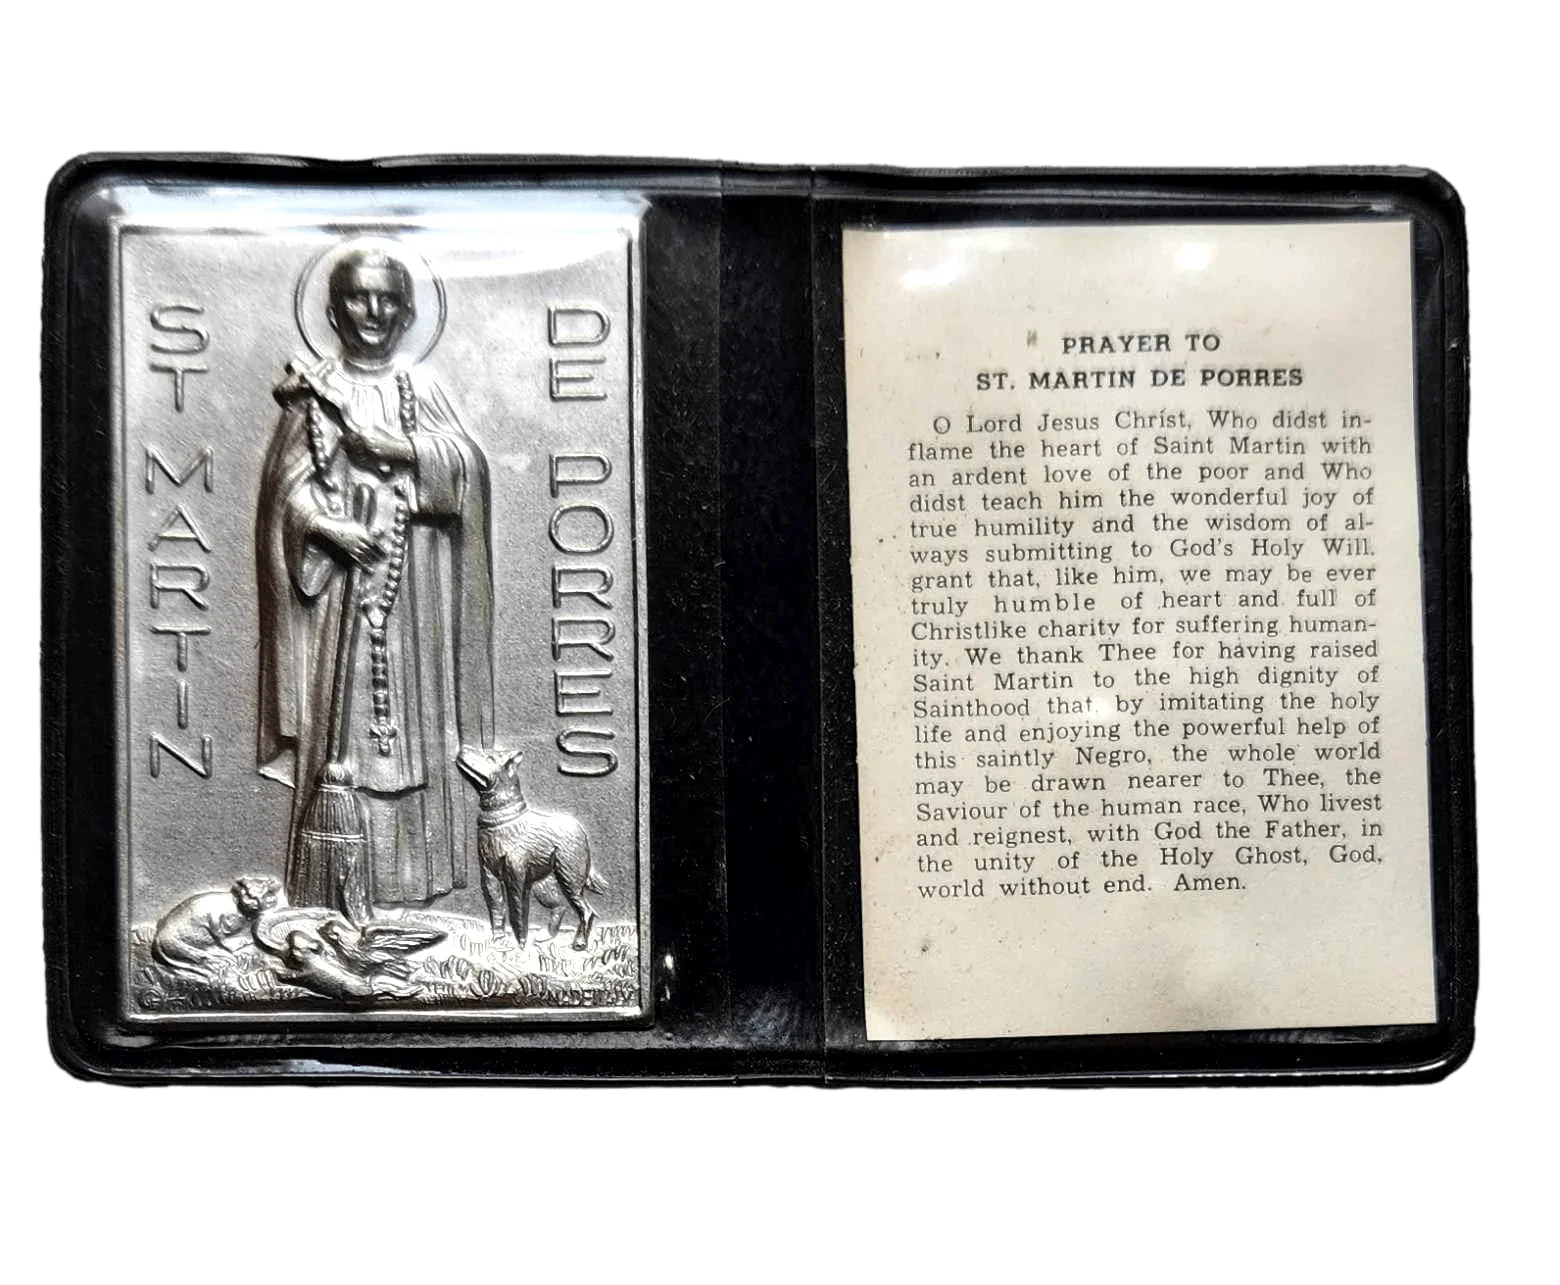 ST MARTIN
DE PORRES
PRAYER TO
ST. MARTIN DE PORRES
O Lord Jesus Christ, Who didst in-
flame the heart of Saint Martin with
an ardent love of the poor and Who
didst teach him the wonderful joy of
true humility and the wisdom of al-
ways submitting to God's Holy Will,
grant that, like him, we may be ever
truly humble of heart and full of
Christlike charity for suffering human-
ity. We thank Thee for having raised
Saint Martin to the high dignity of
Sainthood that, by imitating the holy
life and enjoying the powerful help of
this saintly Negro, the whole world
may be drawn nearer to Thee, the
Saviour of the human race, Who livest
and reignest, with God the Father, in
the unity of the Holy Ghost, God,
world without end. Amen.